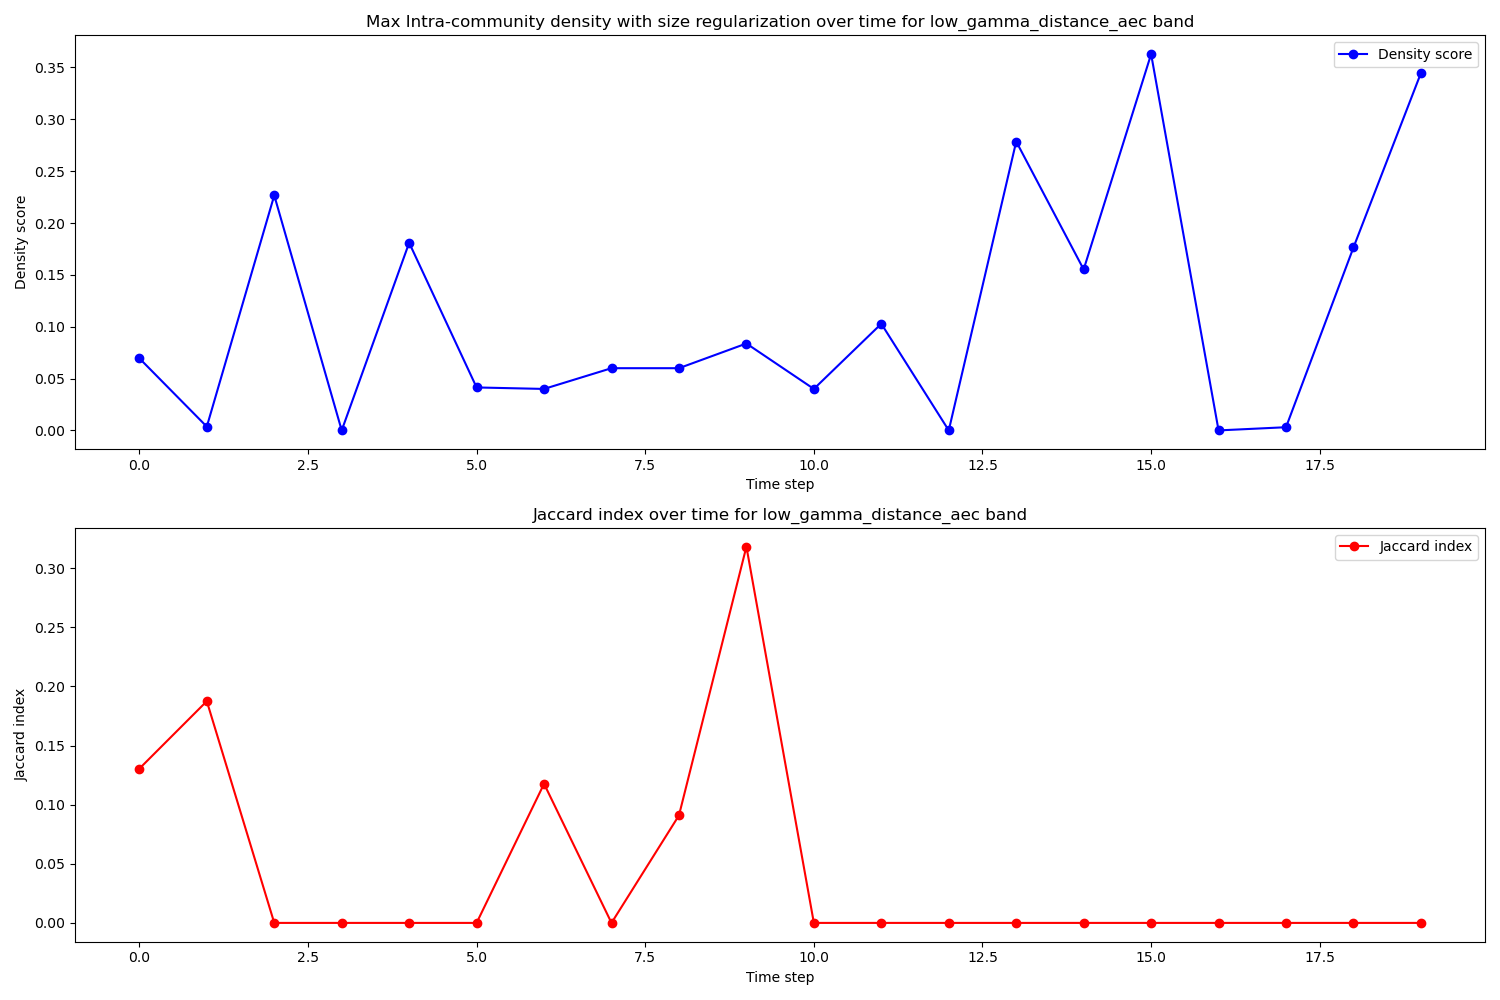 Max Intra-community density with size regularization over time for low_gamma_distance_aec band
Density score
0.35
0.30
0.25
0.20
0.15
0.10
0.05
0.00
Density score
0.0 2.5 5.0 7.5 10.0 12.5 15.0 17.5
Time step
Jaccard index over time for low_gamma_distance_aec band
Jaccard index
0.30
0.25
0.20
0.15
0.10
0.05
0.00
Jaccard index
0.0 2.5 5.0 7.5 10.0 12.5 15.0 17.5
Time step